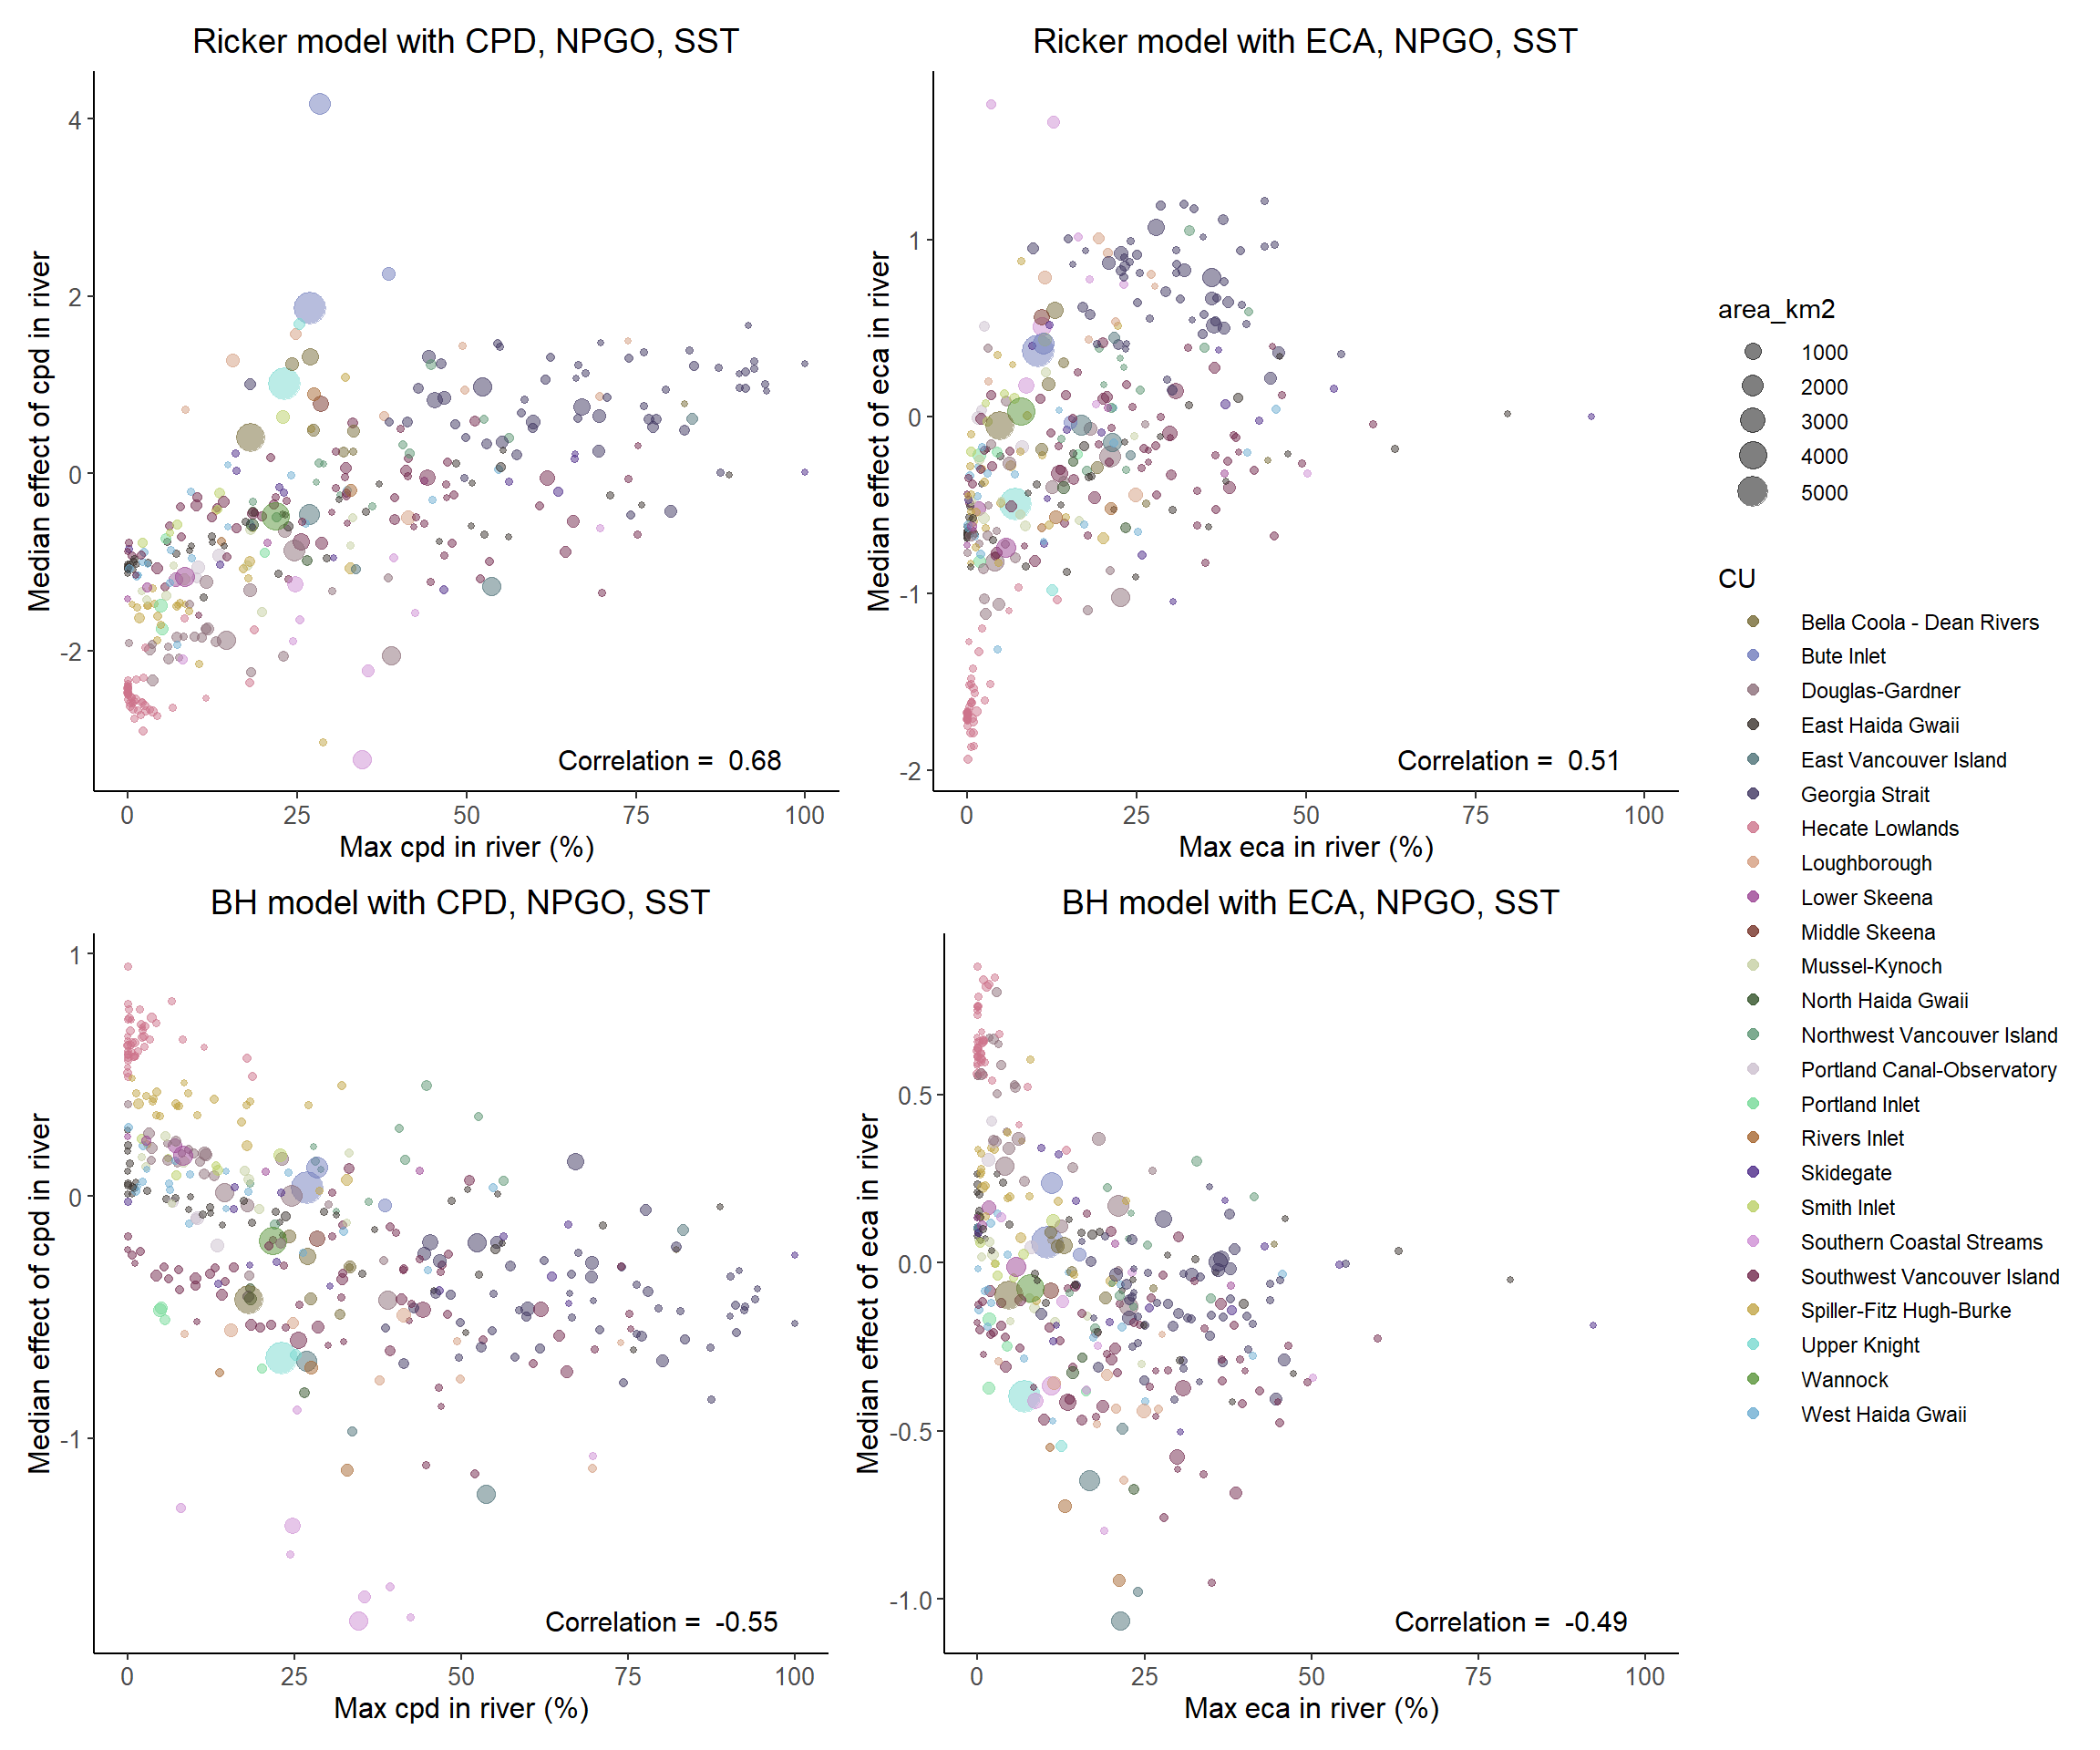 Ricker model with CPD, NPGO, SST
Median effect of cpd in river
4
2
0
-2
0
25
50
75
100
Max cpd in river (%)
Correlation =  0.68
Ricker model with ECA, NPGO, SST
Median effect of eca in river
1
0
-1
-2
0
25
50
75
100
Max eca in river (%)
Correlation =  0.51
BH model with CPD, NPGO, SST
Median effect of cpd in river
1
0
-1
0
25
50
75
100
Max cpd in river (%)
Correlation =  -0.55
BH model with ECA, NPGO, SST
Median effect of eca in river
0.5
0.0
-0.5
-1.0
0
25
50
75
100
Max eca in river (%)
Correlation =  -0.49
area_km2
1000
2000
3000
4000
5000
CU
Bella Coola - Dean Rivers
Bute Inlet
Douglas-Gardner
East Haida Gwaii
East Vancouver Island
Georgia Strait
Hecate Lowlands
Loughborough
Lower Skeena
Middle Skeena
Mussel-Kynoch
North Haida Gwaii
Northwest Vancouver Island
Portland Canal-Observatory
Portland Inlet
Rivers Inlet
Skidegate
Smith Inlet
Southern Coastal Streams
Southwest Vancouver Island
Spiller-Fitz Hugh-Burke
Upper Knight
Wannock
West Haida Gwaii